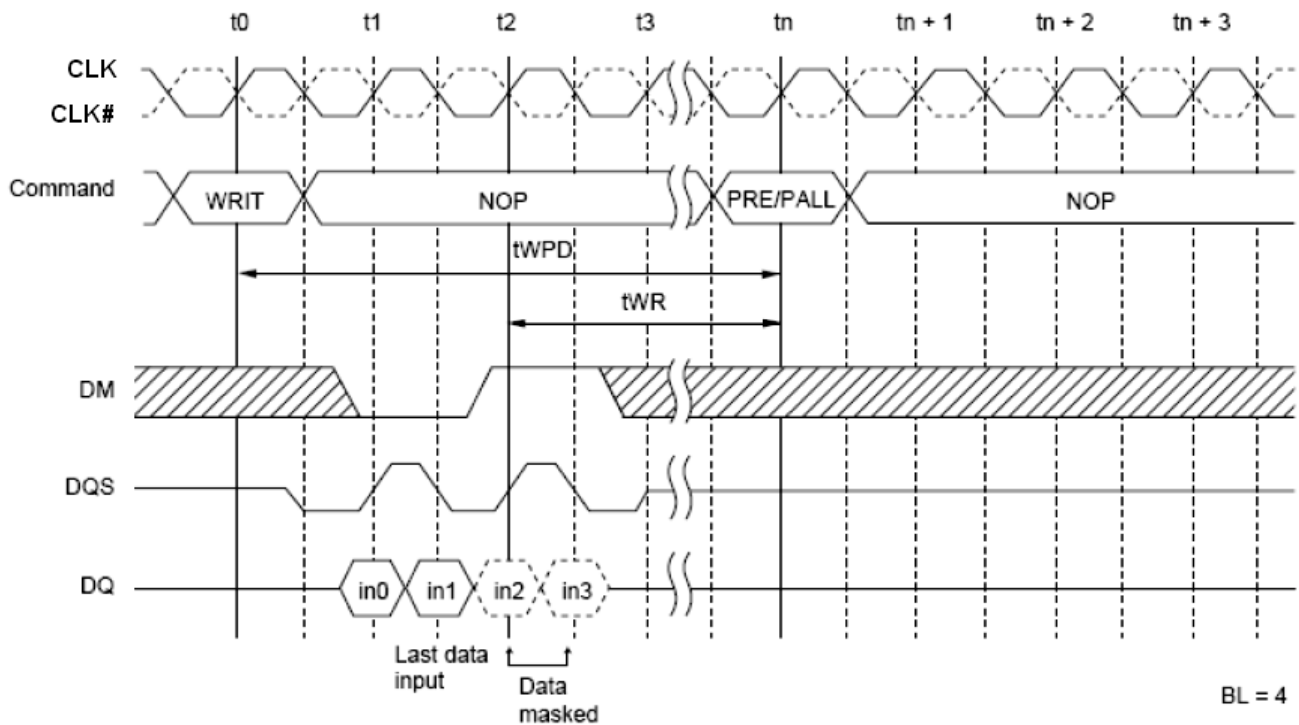 t0 t1 t2 t3 tn tn + 1 tn + 2 tn + 3
CLK
CLK#
Command WRIT NOP PRE/PALL NOP
tWPD
tWR
DM
DQS
DQ in0 in1 in2 in3
Last data
input
Data
masked
BL = 4